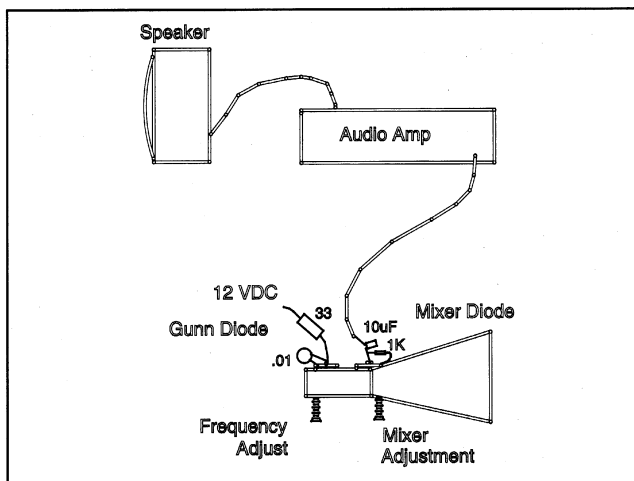 Speaker
Audio Amp
12 VDC
33
Gunn Diode
10uF
Mixer Diode
1K
.01
Frequency
Adjust
Mixer
Adjustment